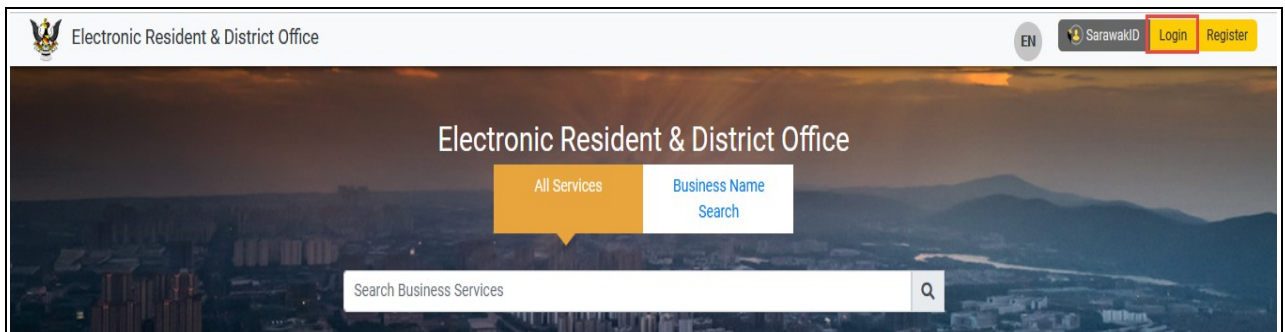 Electronic Resident & District Office
EN
SarawakID Login Register
Electronic Resident & District Office
All Services
Business Name
Search
Search Business Services